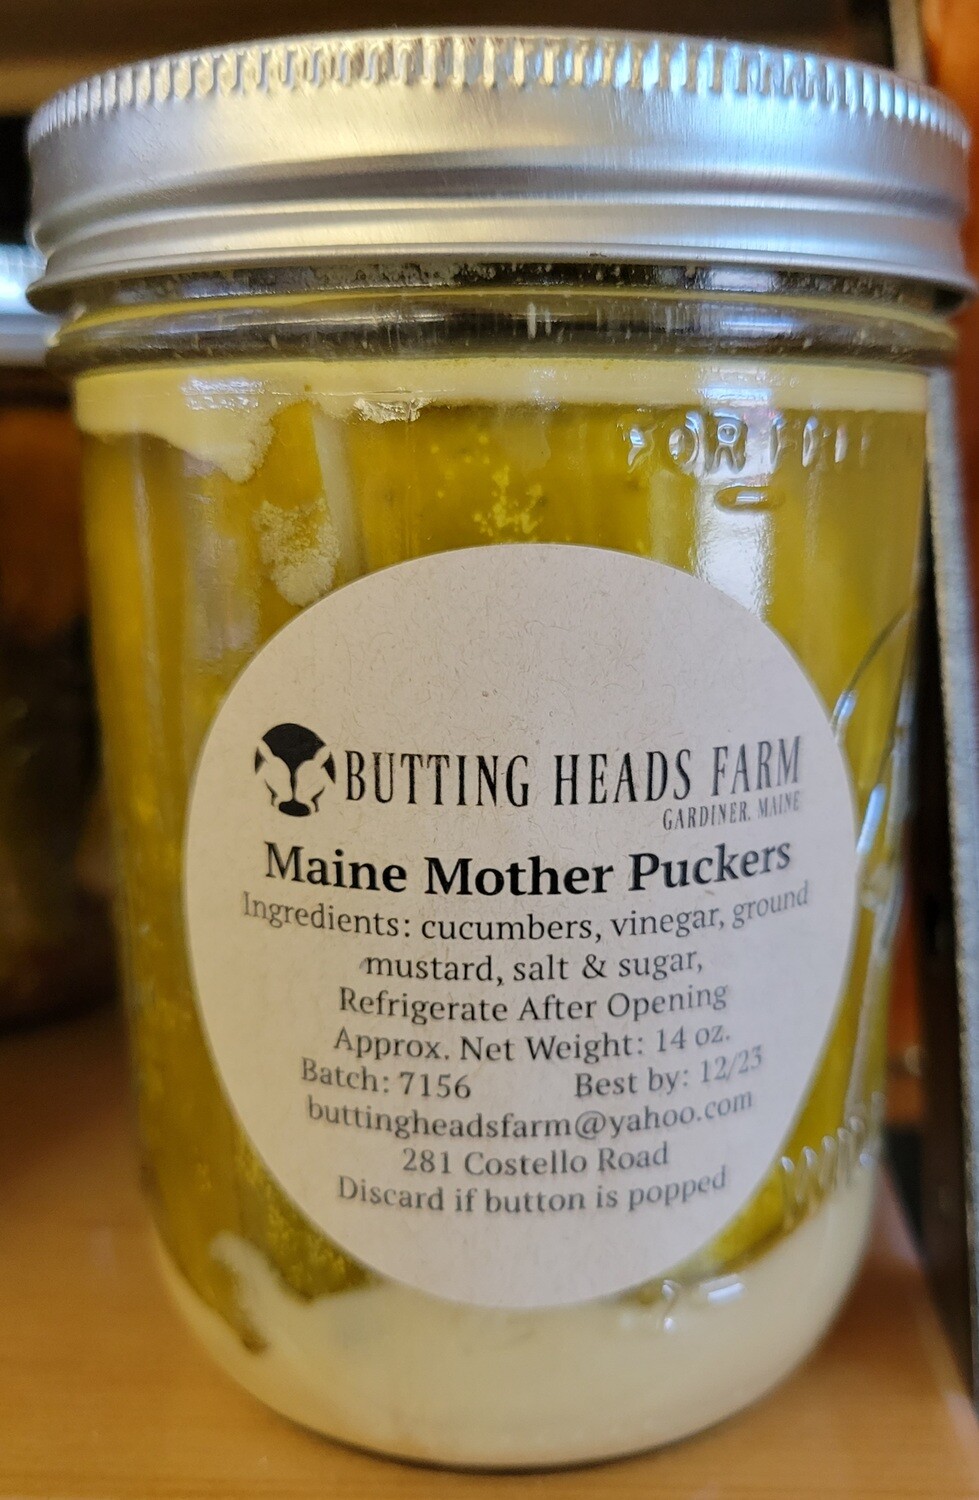 BUTTING HEADS FARM
GARDINER, MAINE
Maine Mother Puckers
Ingredients: cucumbers, vinegar, ground
mustard, salt & sugar,
Refrigerate After Opening
Approx. Net Weight: 14 oz.
Batch: 7156 Best by: 12/23
buttingheadsfarm@yahoo.com
281 Costello Road
Discard if button is popped